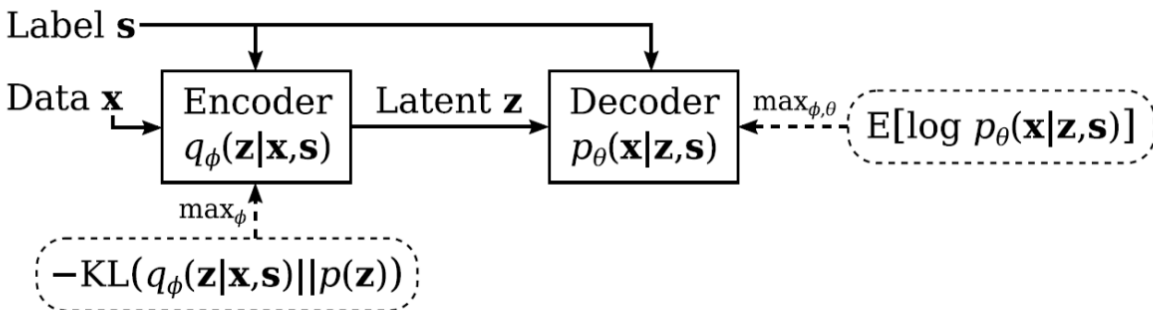 Label s
Data x
Encoder
qϕ(z|x,s)
Latent z
Decoder
pθ(x|z,s)
maxϕ,θ
E[log pθ(x|z,s)]
maxϕ
−KL(qϕ(z|x,s)||p(z))